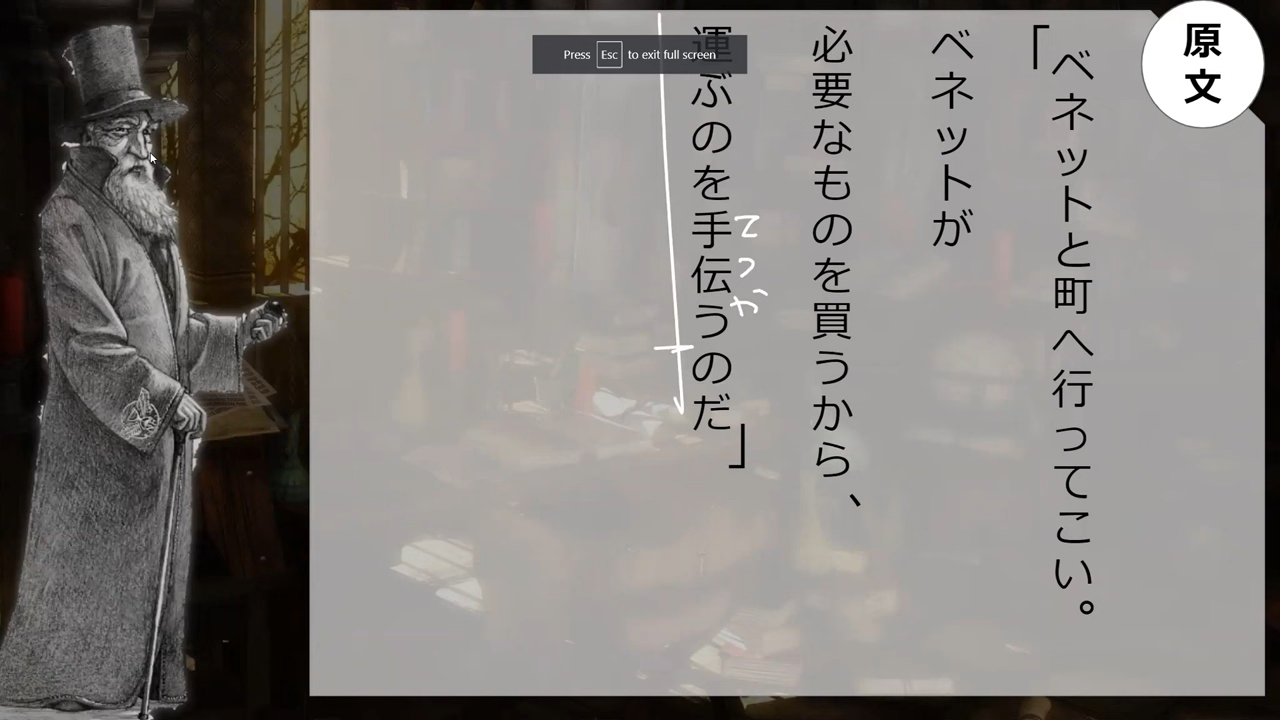 原文
「ベネットと町へ行ってこい。
ベネットが
必要なものを買うから、
運ぶのを手伝うのだ」
てつか
Press Esc to exit full screen